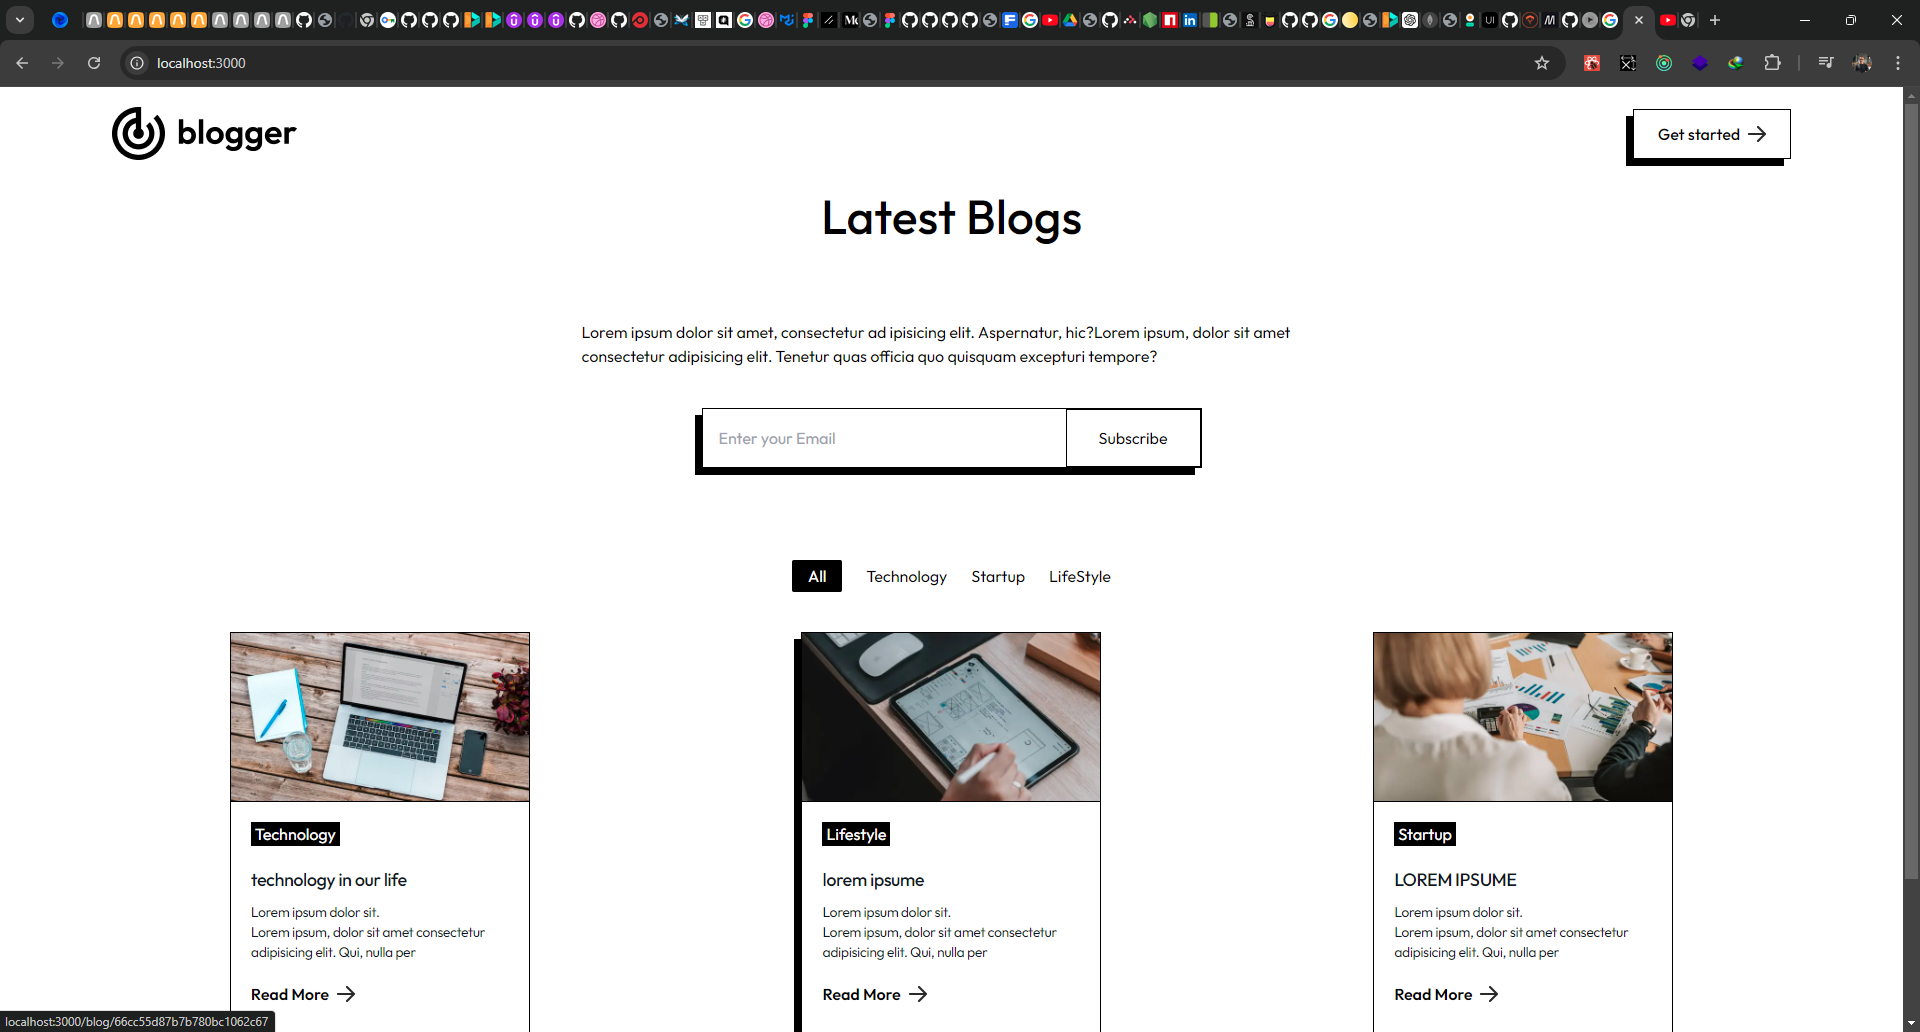 localhost:3000
blogger
Get started
Latest Blogs
Lorem ipsum dolor sit amet, consectetur ad ipisicing elit. Aspernatur, hic?Lorem ipsum, dolor sit amet
consectetur adipisicing elit. Tenetur quas officia quo quisquam excepturi tempore?
Enter your Email
Subscribe
All
Technology
Startup
LifeStyle
Technology
technology in our life
Lorem ipsum dolor sit.
Lorem ipsum, dolor sit amet consectetur
adipisicing elit. Qui, nulla per
Read More
Lifestyle
lorem ipsume
Lorem ipsum dolor sit.
Lorem ipsum, dolor sit amet consectetur
adipisicing elit. Qui, nulla per
Read More
Startup
LOREM IPSUME
Lorem ipsum dolor sit.
Lorem ipsum, dolor sit amet consectetur
adipisicing elit. Qui, nulla per
Read More
localhost:3000/blog/66cc55d87b7b780bc1062c67